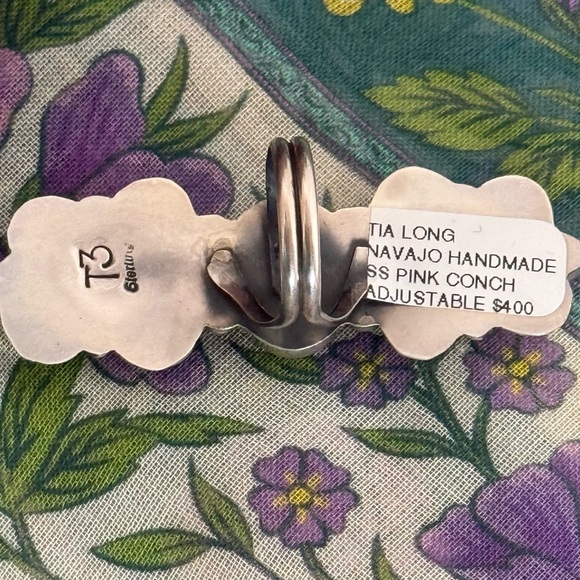 T3
Sterling
TIA LONG
NAVAJO HANDMADE
SS PINK CONCH
ADJUSTABLE $400